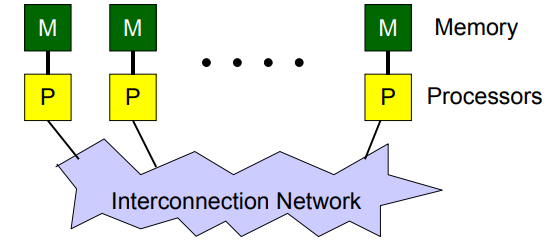 M M M Memory
P P P Processors
Interconnection Network